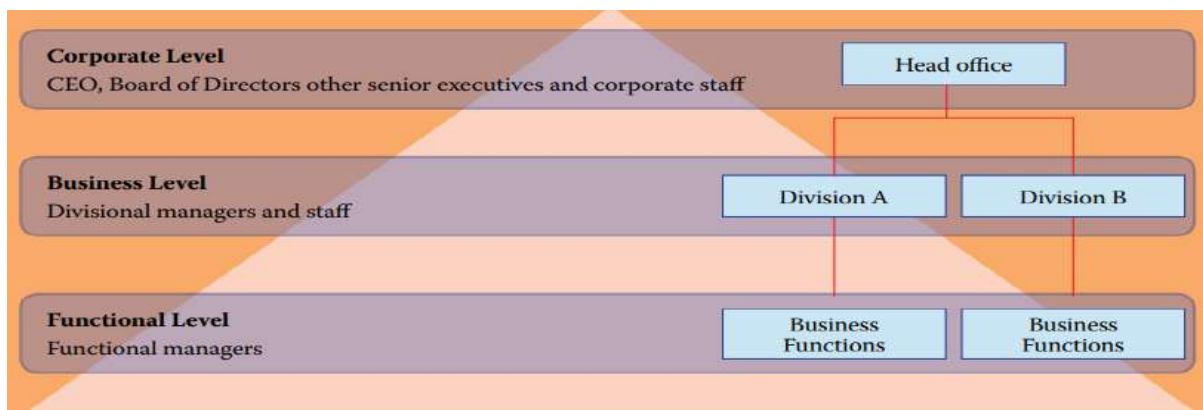 Corporate Level
CEO, Board of Directors other senior executives and corporate staff
Head office
Business Level
Divisional managers and staff
Division A
Division B
Functional Level
Functional managers
Business
Functions
Business
Functions